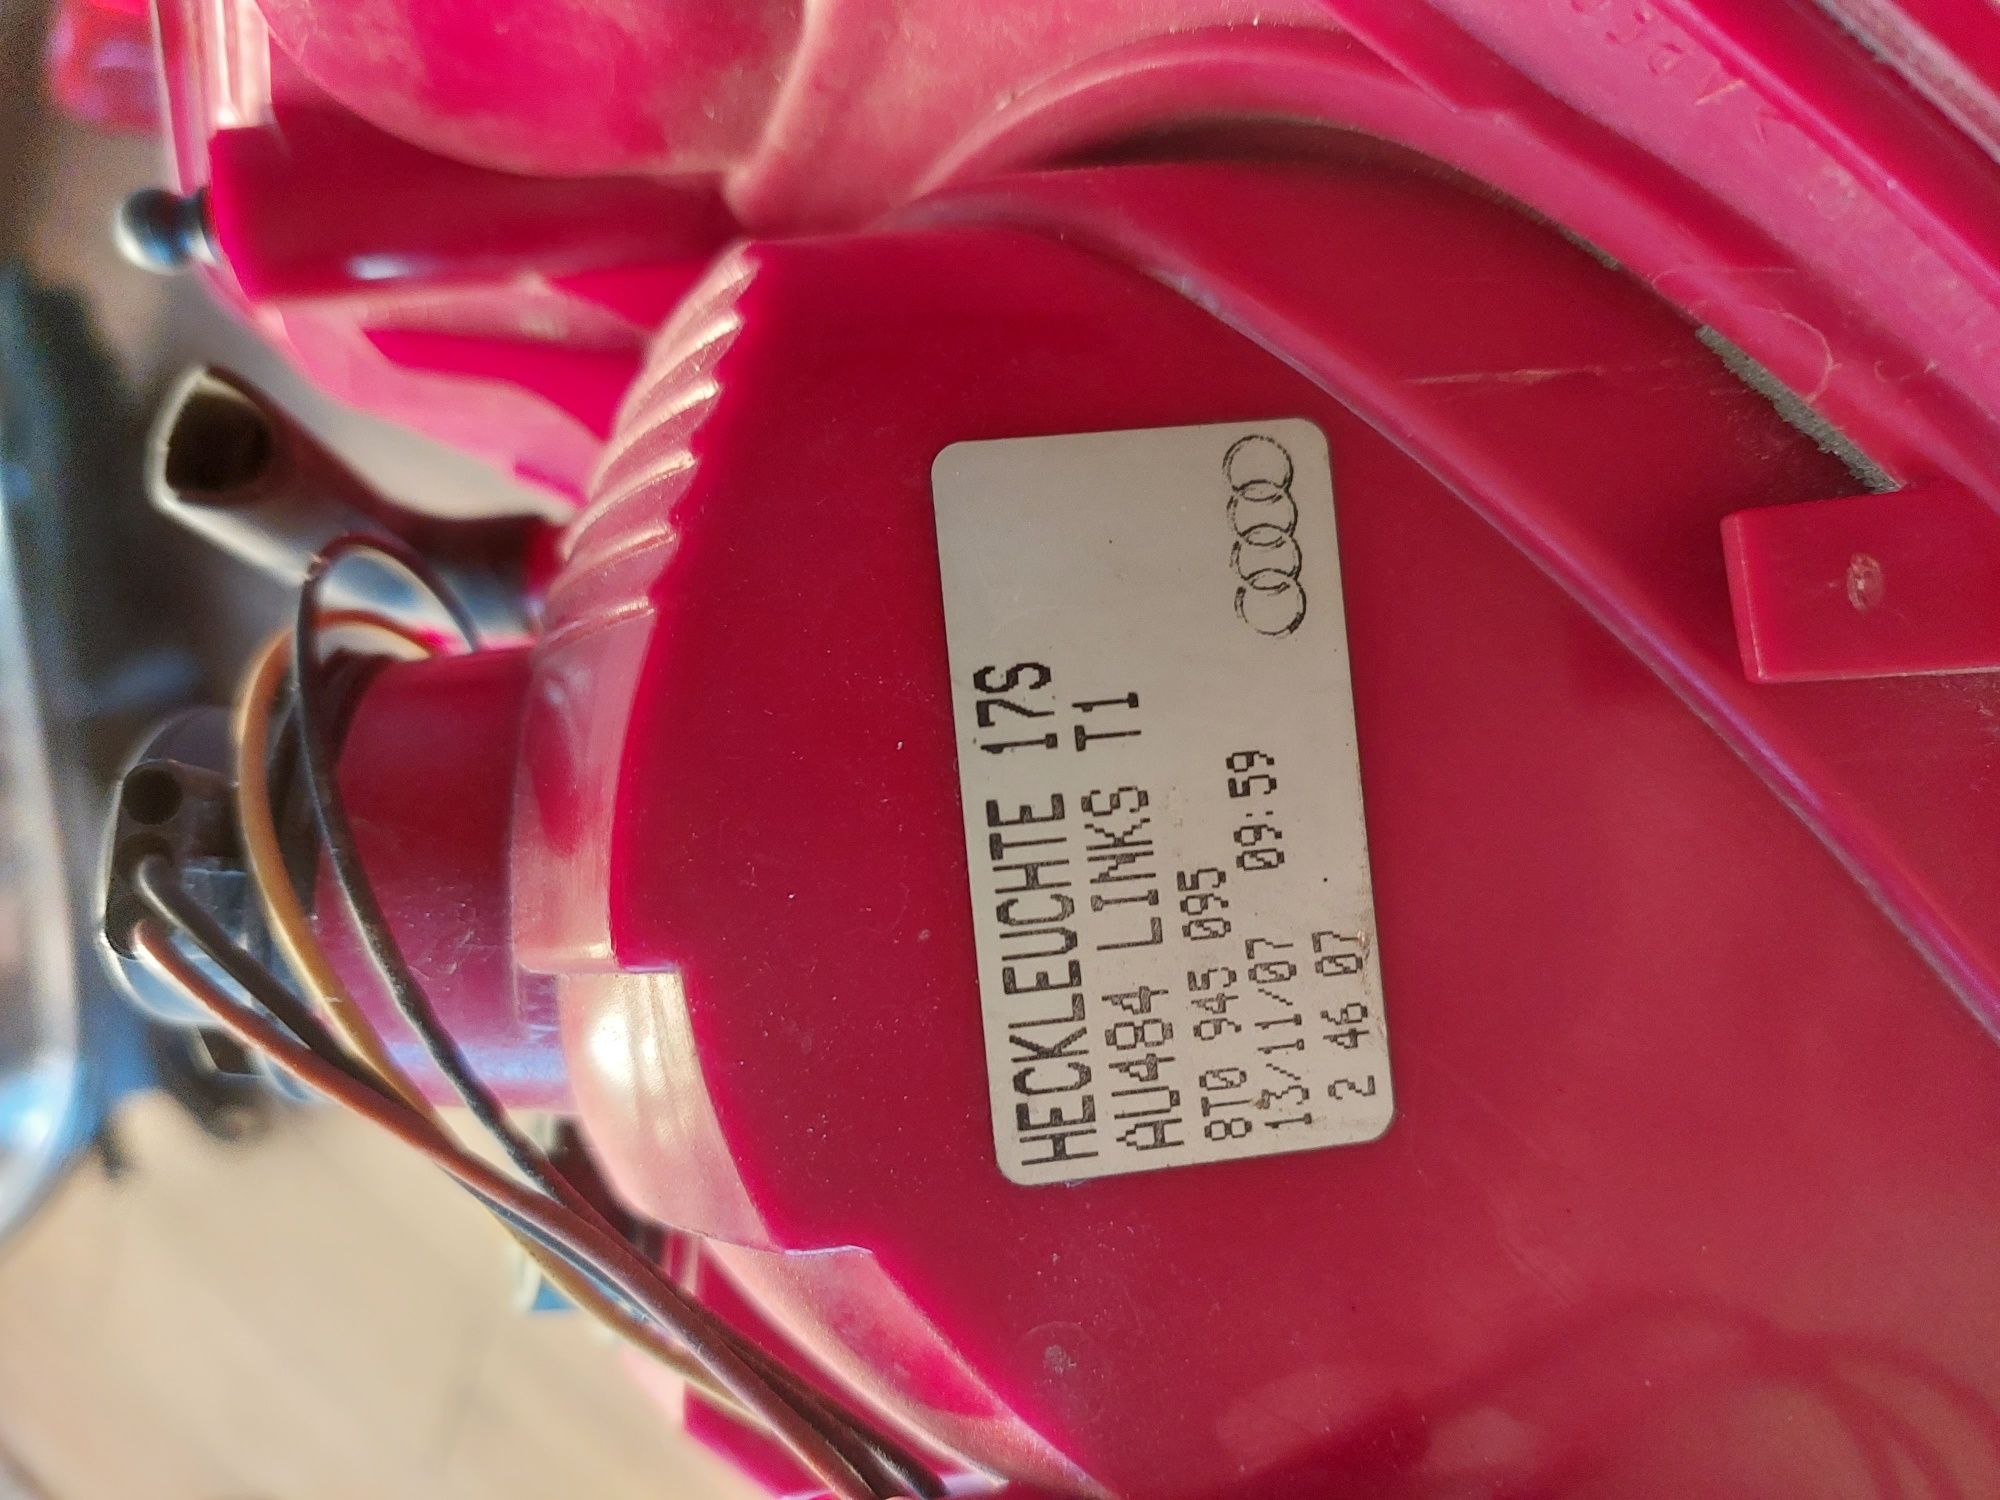 HECKLEUCHTE 17S
AU484 LINKS T1
8T0 945 095
13/11/07 09:59
2 46 07